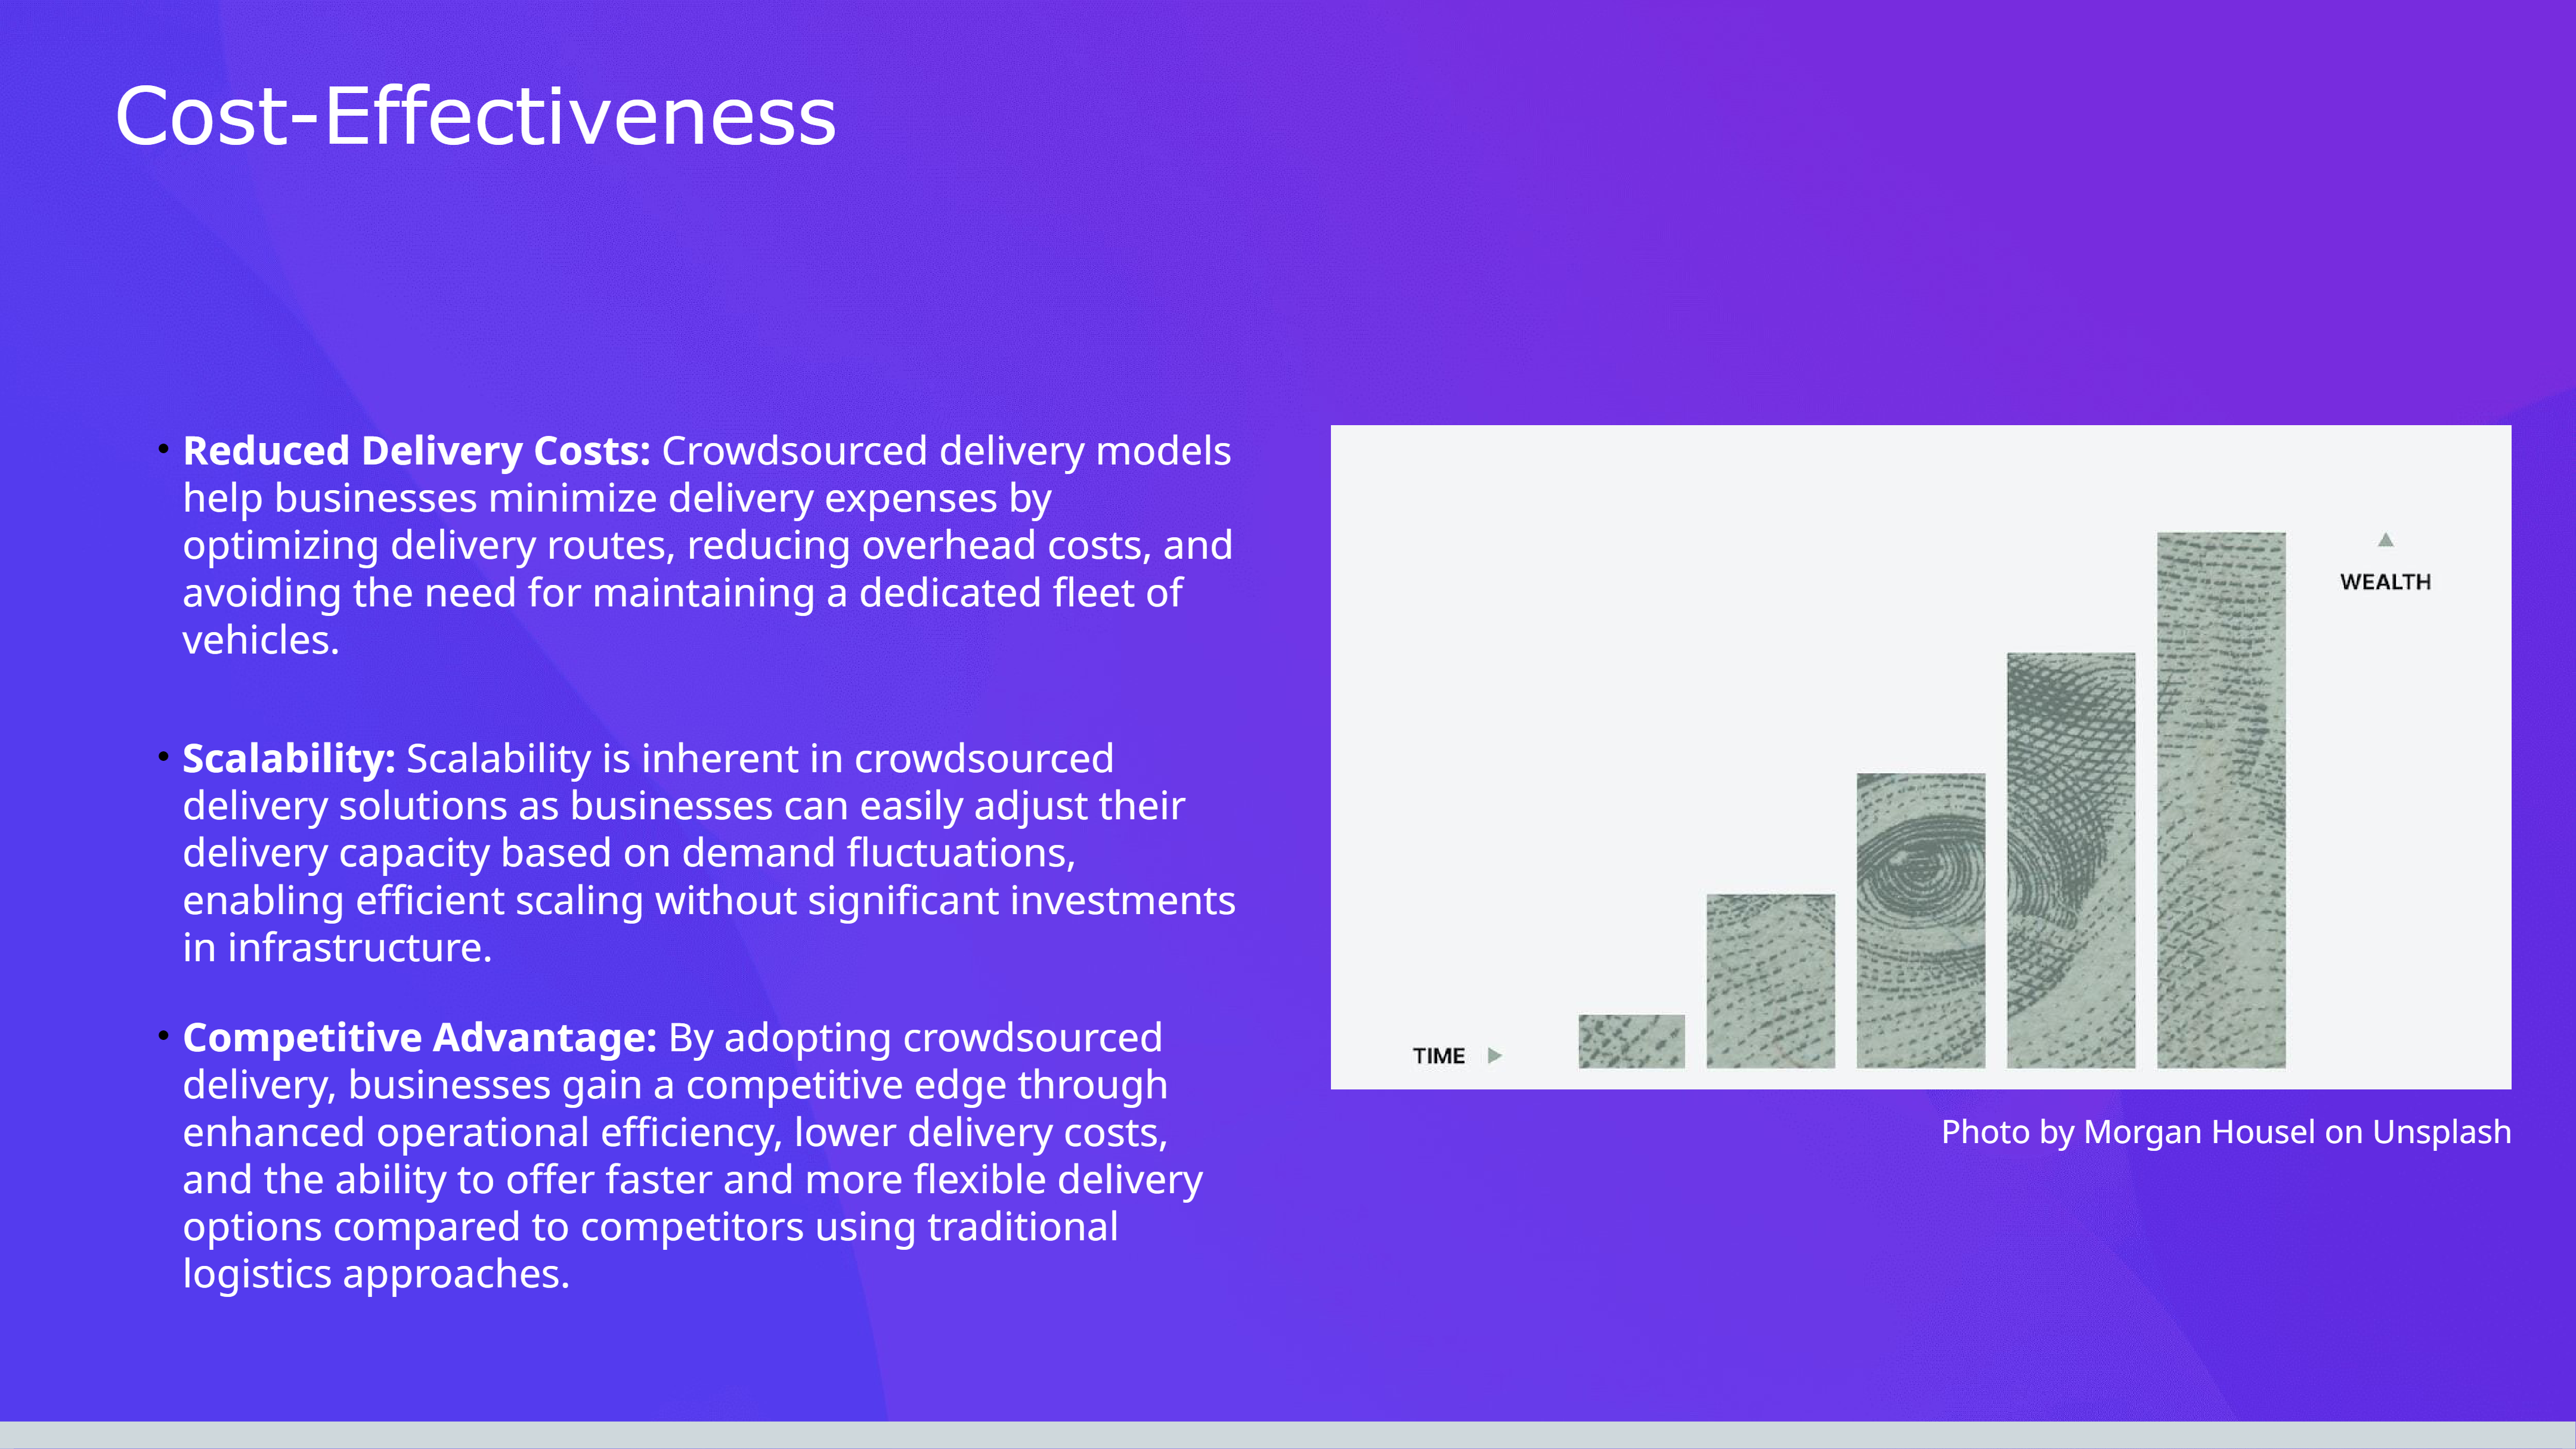 Cost-Effectiveness
• Reduced Delivery Costs: Crowdsourced delivery models
help businesses minimize delivery expenses by
optimizing delivery routes, reducing overhead costs, and
avoiding the need for maintaining a dedicated fleet of
vehicles.
• Scalability: Scalability is inherent in crowdsourced
delivery solutions as businesses can easily adjust their
delivery capacity based on demand fluctuations,
enabling efficient scaling without significant investments
in infrastructure.
• Competitive Advantage: By adopting crowdsourced
delivery, businesses gain a competitive edge through
enhanced operational efficiency, lower delivery costs,
and the ability to offer faster and more flexible delivery
options compared to competitors using traditional
logistics approaches.
WEALTH
TIME
Photo by Morgan Housel on Unsplash